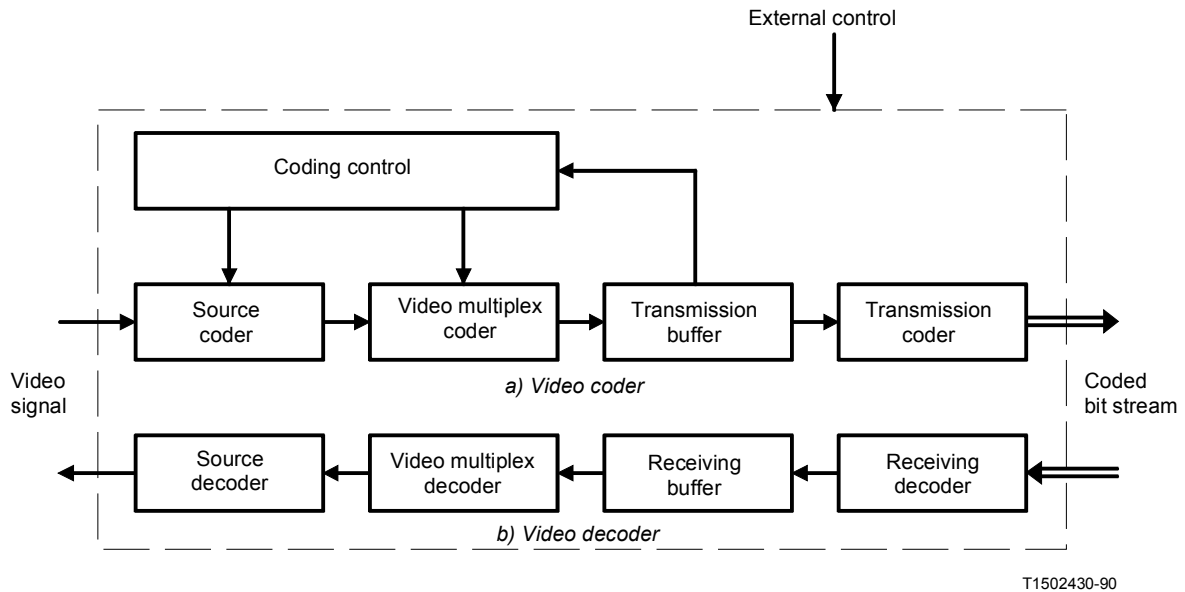 External control
Coding control
Source
coder
Video multiplex
coder
Transmission
buffer
Transmission
coder
Video
signal
a) Video coder
Coded
bit stream
Source
decoder
Video multiplex
decoder
Receiving
buffer
Receiving
decoder
b) Video decoder
T1502430-90